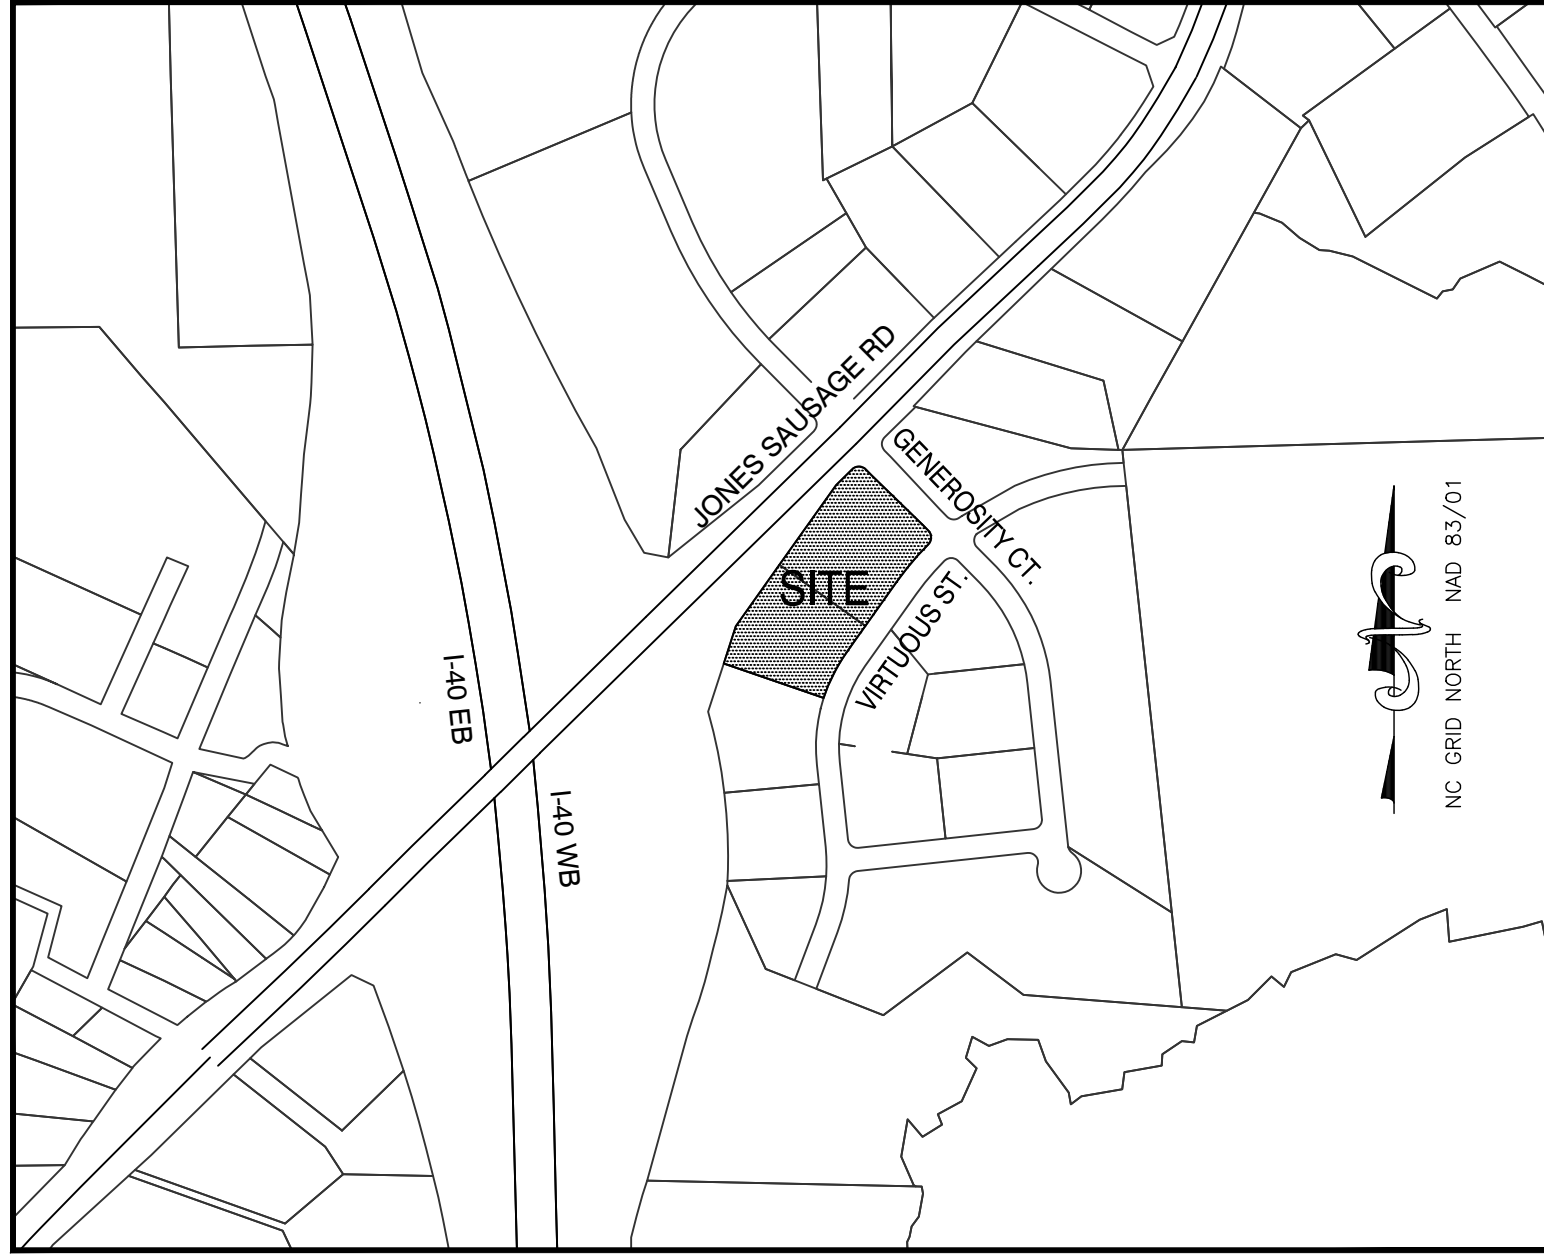 JONES SAUSAGE RD
GENEROSITY CT.
NC GRID NORTH NAD 83/01
SITE
VIRTUOUS ST.
I-40 EB
I-40 WB